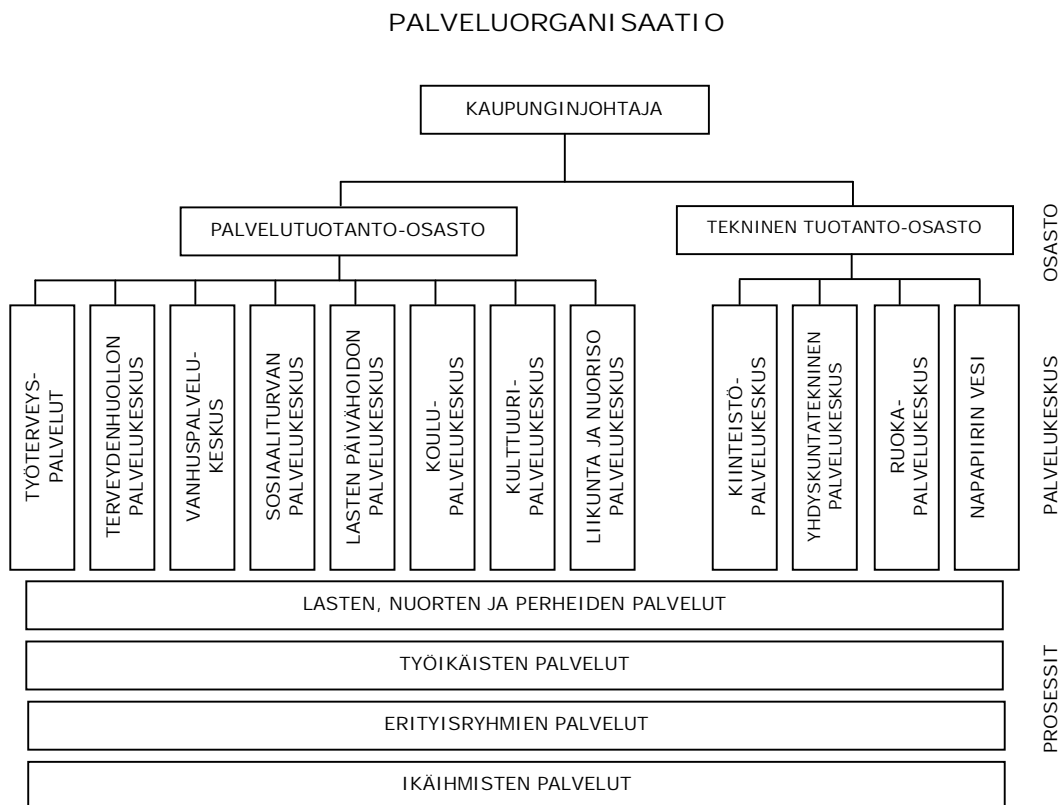 PALVELUORGANISAATIO
KAUPUNGINJOHTAJA
PALVELUTUOTANTO-OSASTO
TEKNINEN TUOTANTO-OSASTO
OSASTO
TYÖTERVEYS-
PALVELUT
TERVEYDENHUOLLON
PALVELUKESKUS
VANHUSPALVELU-
KESKUS
SOSIAALITURVAN
PALVELUKESKUS
LASTEN PÄIVÄHOIDON
PALVELUKESKUS
KOULU-
PALVELUKESKUS
KULTTUURI-
PALVELUKESKUS
LIIKUNTA JA NUORISO
PALVELUKESKUS
KIINTEISTÖ-
PALVELUKESKUS
YHDYSKUNTATEKNINEN
PALVELUKESKUS
RUOKA-
PALVELUKESKUS
NAPAPIIRIN VESI
PALVELUKESKUS
LASTEN, NUORTEN JA PERHEIDEN PALVELUT
TYÖIKÄISTEN PALVELUT
ERITYISRYHMIEN PALVELUT
IKÄIHMISTEN PALVELUT
PROSESSIT